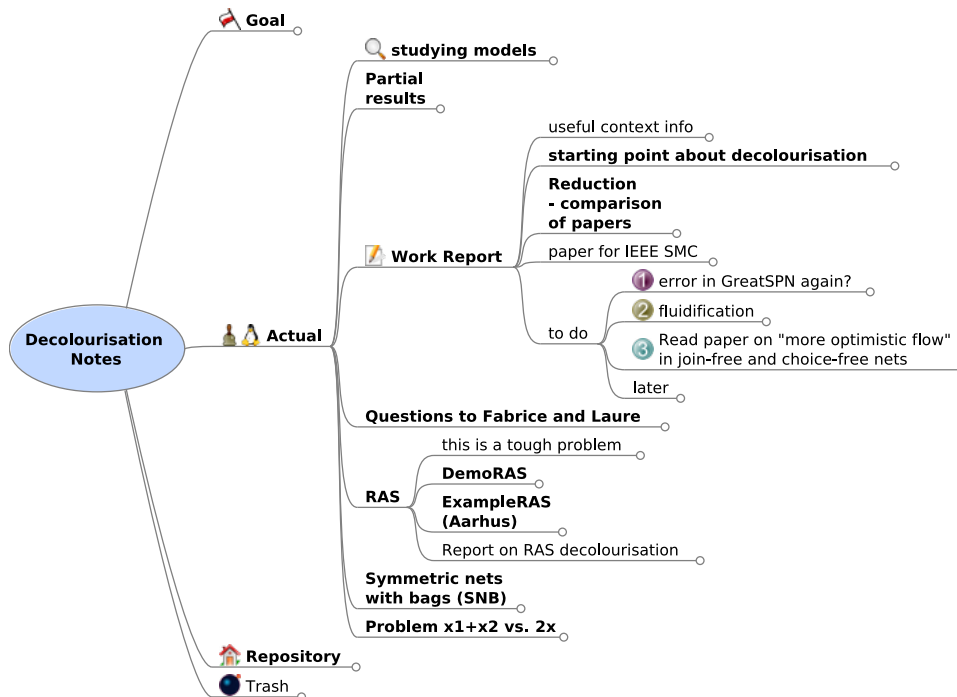 Goal
studying models
Partial
results
useful context info
starting point about decolourisation
Reduction
- comparison
of papers
Work Report
paper for IEEE SMC
1 error in GreatSPN again?
2 fluidification
Decolourisation
Notes
Actual
to do
3 Read paper on "more optimistic flow"
in join-free and choice-free nets
later
Questions to Fabrice and Laure
this is a tough problem
DemoRAS
RAS
ExampleRAS
(Aarhus)
Report on RAS decolourisation
Symmetric nets
with bags (SNB)
Problem x1+x2 vs. 2x
Repository
Trash